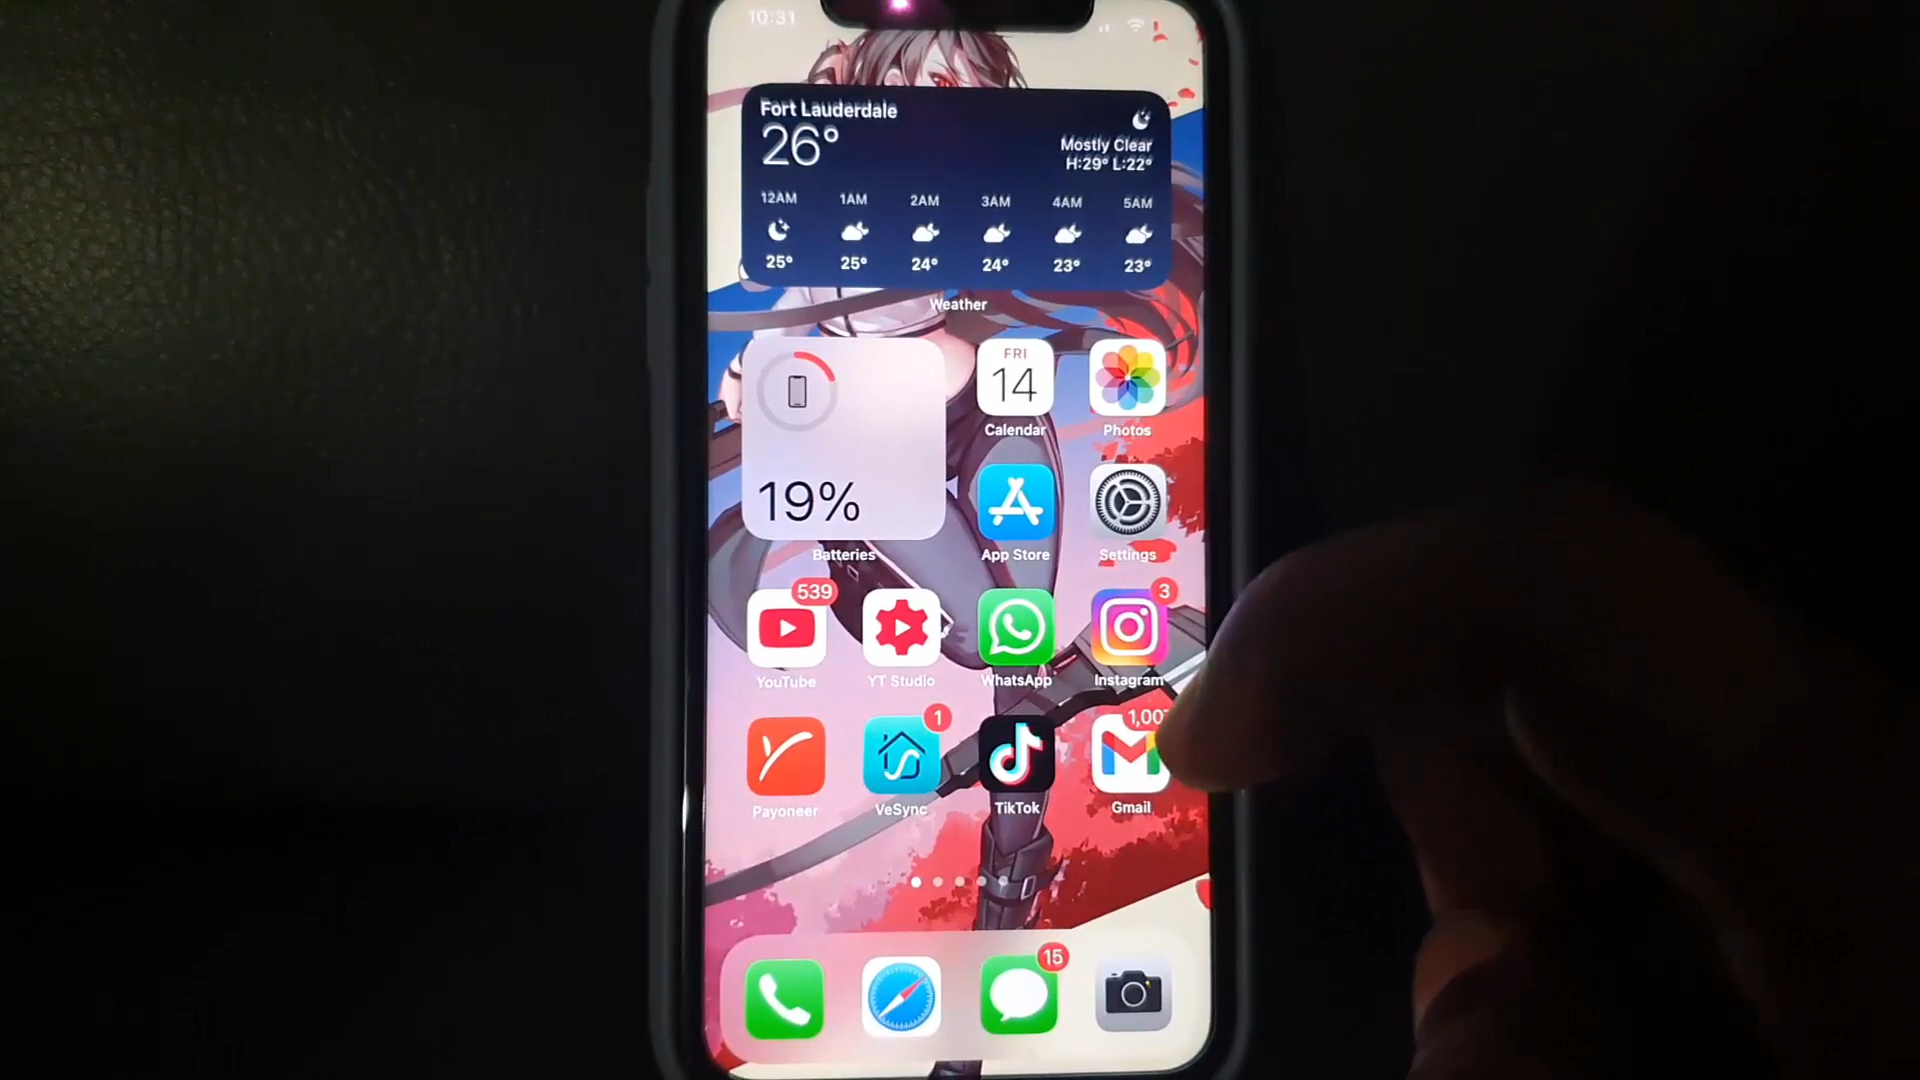 10:31
Fort Lauderdale
26°
Mostly Clear
H:29° L:22°
12AM 1AM 2AM 3AM 4AM 5AM
25° 25° 24° 24° 23° 23°
Weather
19%
Batteries
FRI
14
Calendar
Photos
App Store
Settings
539
3
YouTube
YT Studio
WhatsApp
Instagram
1
Payoneer
VeSync
TikTok
Gmail
15